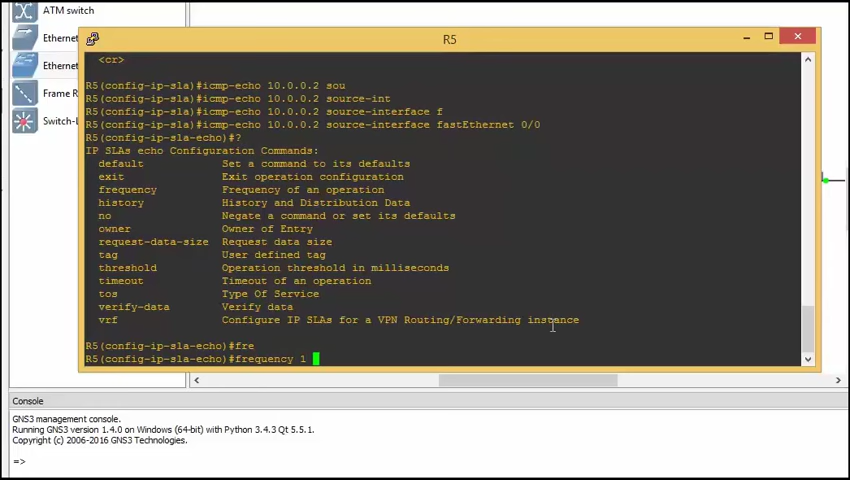 ATM switch
R5
Ethernet
Ethernet
Frame R
Switch-L
<cr>
R5(config-ip-sla)#icmp-echo 10.0.0.2 sou
R5(config-ip-sla)#icmp-echo 10.0.0.2 source-int
R5(config-ip-sla)#icmp-echo 10.0.0.2 source-interface f
R5(config-ip-sla)#icmp-echo 10.0.0.2 source-interface fastEthernet 0/0
R5(config-ip-sla-echo)#?
IP SLAs echo Configuration Commands:
default Set a command to its defaults
exit Exit operation configuration
frequency Frequency of an operation
history History and Distribution Data
no Negate a command or set its defaults
owner Owner of Entry
request-data-size Request data size
tag User defined tag
threshold Operation threshold in milliseconds
timeout Timeout of an operation
tos Type Of Service
verify-data Verify data
vrf Configure IP SLAs for a VPN Routing/Forwarding instance
R5(config-ip-sla-echo)#fre
R5(config-ip-sla-echo)#frequency 1
Console
GNS3 management console.
Running GNS3 version 1.4.0 on Windows (64-bit) with Python 3.4.3 Qt 5.5.1.
Copyright (c) 2006-2016 GNS3 Technologies.
=>